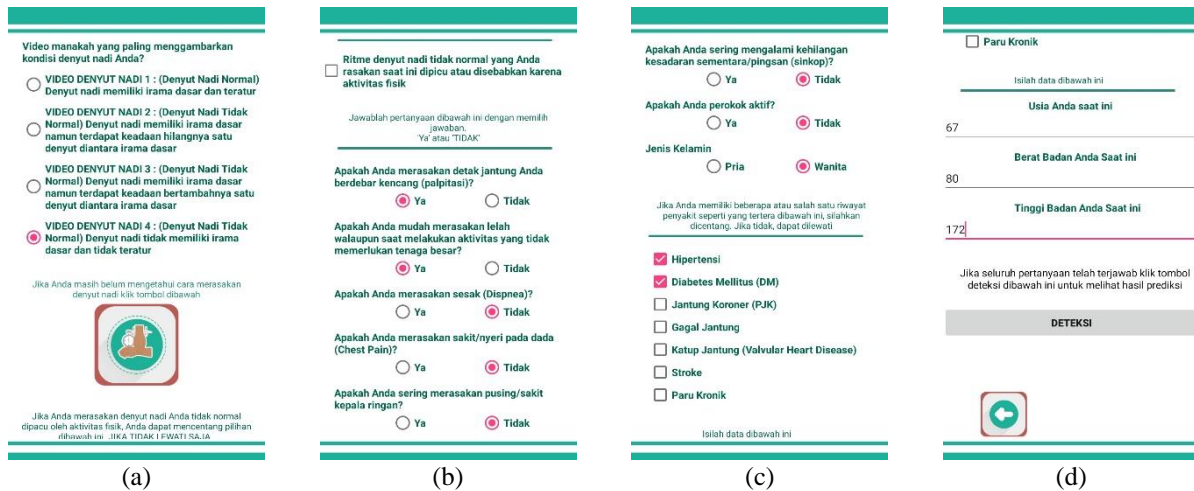 Video manakah yang paling menggambarkan
kondisi denyut nadi Anda?
VIDEO DENYUT NADI 1 : (Denyut Nadi Normal)
Denyut nadi memiliki irama dasar dan teratur
VIDEO DENYUT NADI 2 : (Denyut Nadi Tidak
Normal) Denyut nadi memiliki irama dasar
namun terdapat keadaan hilangnya satu
denyut diantara irama dasar
VIDEO DENYUT NADI 3 : (Denyut Nadi Tidak
Normal) Denyut nadi memiliki irama dasar
namun terdapat keadaan bertambahnya satu
denyut diantara irama dasar
VIDEO DENYUT NADI 4 : (Denyut Nadi Tidak
Normal) Denyut nadi tidak memiliki irama
dasar dan tidak teratur
Jika Anda masih belum mengetahui cara merasakan
denyut nadi klik tombol dibawah
Jika Anda merasakan denyut nadi Anda tidak normal
dipacu oleh aktivitas fisik, Anda dapat mencentang pilihan
dibawah ini. JIKA TIDAK LEWATI SAJA
(a)
Ritme denyut nadi tidak normal yang Anda
rasakan saat ini dipicu atau disebabkan karena
aktivitas fisik
Jawablah pertanyaan dibawah ini dengan memilih
jawaban.
'Ya' atau 'TIDAK'
Apakah Anda merasakan detak jantung Anda
berdebar kencang (palpitasi)?
Ya Tidak
Apakah Anda mudah merasakan lelah
walaupun saat melakukan aktivitas yang tidak
memerlukan tenaga besar?
Ya Tidak
Apakah Anda merasakan sesak (Dispnea)?
Ya Tidak
Apakah Anda merasakan sakit/nyeri pada dada
(Chest Pain)?
Ya Tidak
Apakah Anda sering merasakan pusing/sakit
kepala ringan?
Ya Tidak
(b)
Apakah Anda sering mengalami kehilangan
kesadaran sementara/pingsan (sinkop)?
Ya Tidak
Apakah Anda perokok aktif?
Ya Tidak
Jenis Kelamin
Pria Wanita
Jika Anda memiliki beberapa atau salah satu riwayat
penyakit seperti yang tertera dibawah ini, silahkan
dicentang. Jika tidak, dapat dilewati
Hipertensi
Diabetes Mellitus (DM)
Jantung Koroner (PJK)
Gagal Jantung
Katup Jantung (Valvular Heart Disease)
Stroke
Paru Kronik
Isilah data dibawah ini
(c)
Paru Kronik
Isilah data dibawah ini
Usia Anda saat ini
67
Berat Badan Anda Saat ini
80
Tinggi Badan Anda Saat ini
172
Jika seluruh pertanyaan telah terjawab klik tombol
deteksi dibawah ini untuk melihat hasil prediksi
DETEKSI
(d)